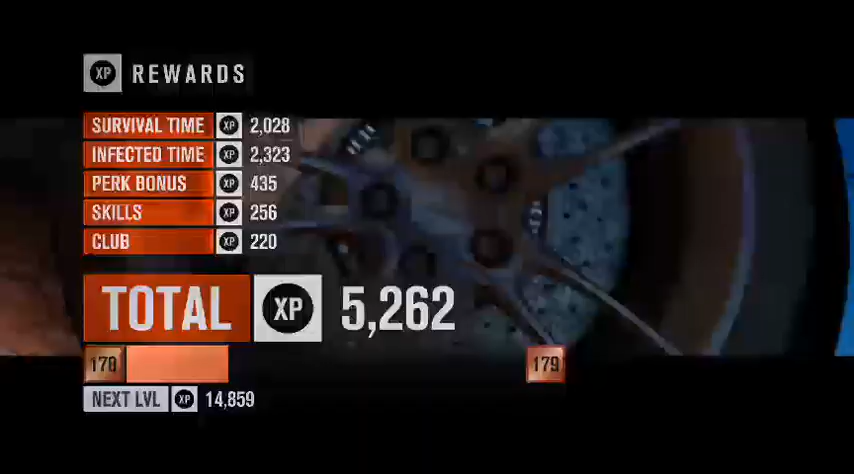 XP REWARDS
SURVIVAL TIME XP 2,028
INFECTED TIME XP 2,323
PERK BONUS XP 435
SKILLS XP 256
CLUB XP 220
TOTAL XP 5,262
178 179
NEXT LVL XP 14,859